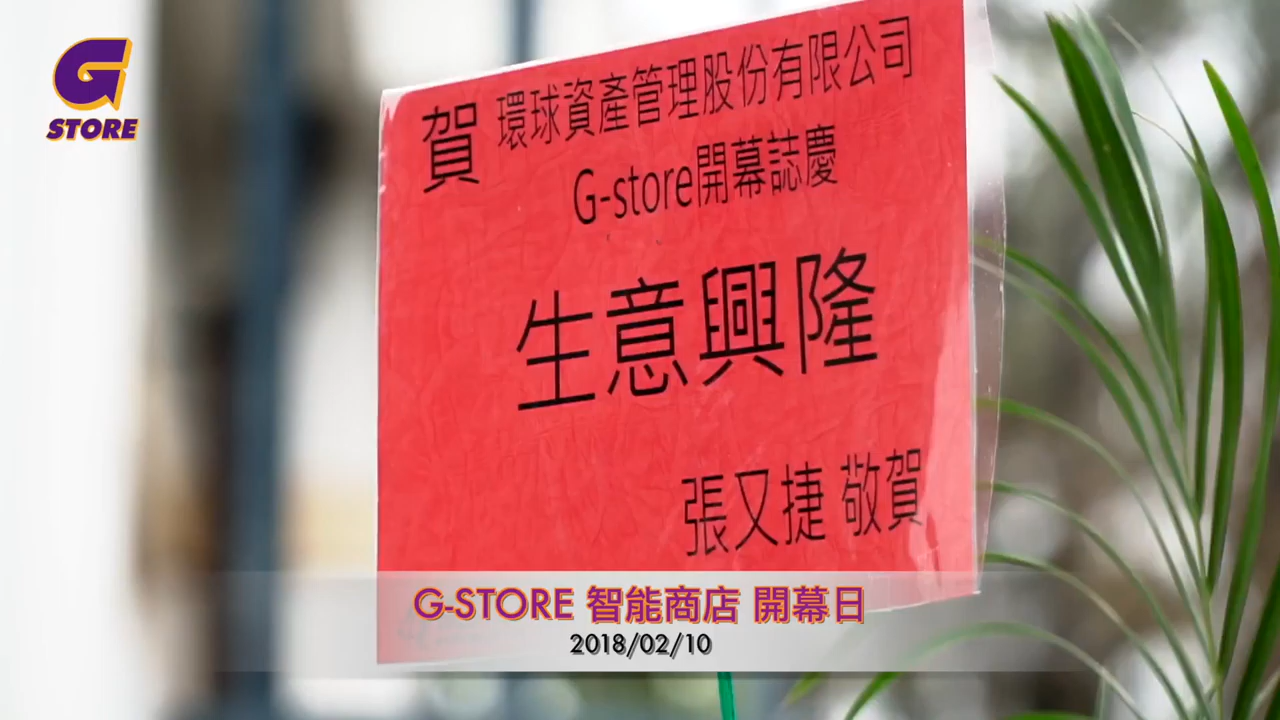 G
STORE
賀 環球資產管理股份有限公司
G-store開幕誌慶
生意興隆
張又捷 敬賀
G-STORE 智能商店 開幕日
2018/02/10